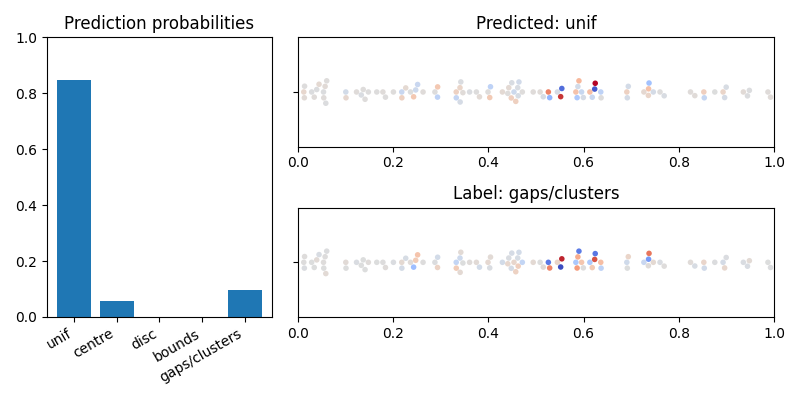 Prediction probabilities
1.0
0.8
0.6
0.4
0.2
0.0
unif
centre
disc
bounds
gaps/clusters
Predicted: unif
0.0 0.2 0.4 0.6 0.8 1.0
Label: gaps/clusters
0.0 0.2 0.4 0.6 0.8 1.0